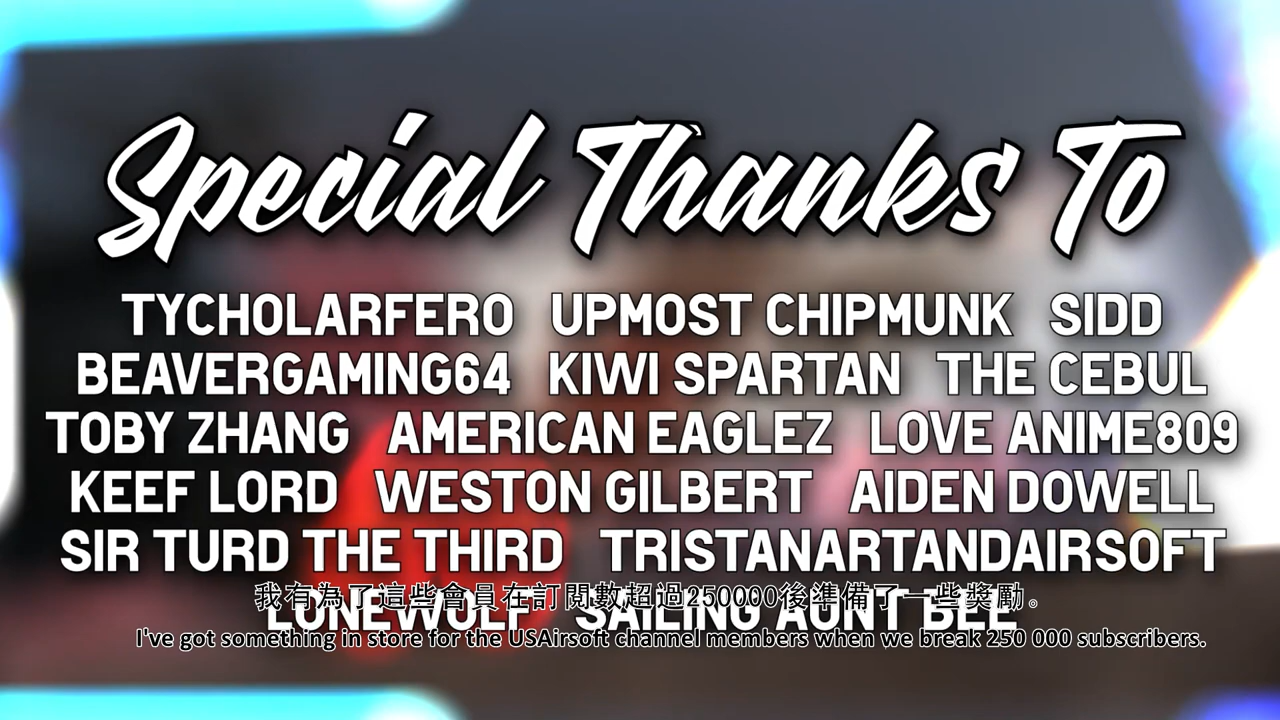 Special Thanks To
TYCHOLARFERO UPMOST CHIPMUNK SIDD
BEAVERGAMING64 KIWI SPARTAN THE CEBUL
TOBY ZHANG AMERICAN EAGLEZ LOVE ANIME809
KEEF LORD WESTON GILBERT AIDEN DOWELL
SIR TURD THE THIRD TRISTANARTANDAIRSOFT
我有為了這些會員在訂閱數超過250000後準備了一些獎勵。
LONEWOLF SAILING AUNT BEE
I've got something in store for the USAirsoft channel members when we break 250 000 subscribers.